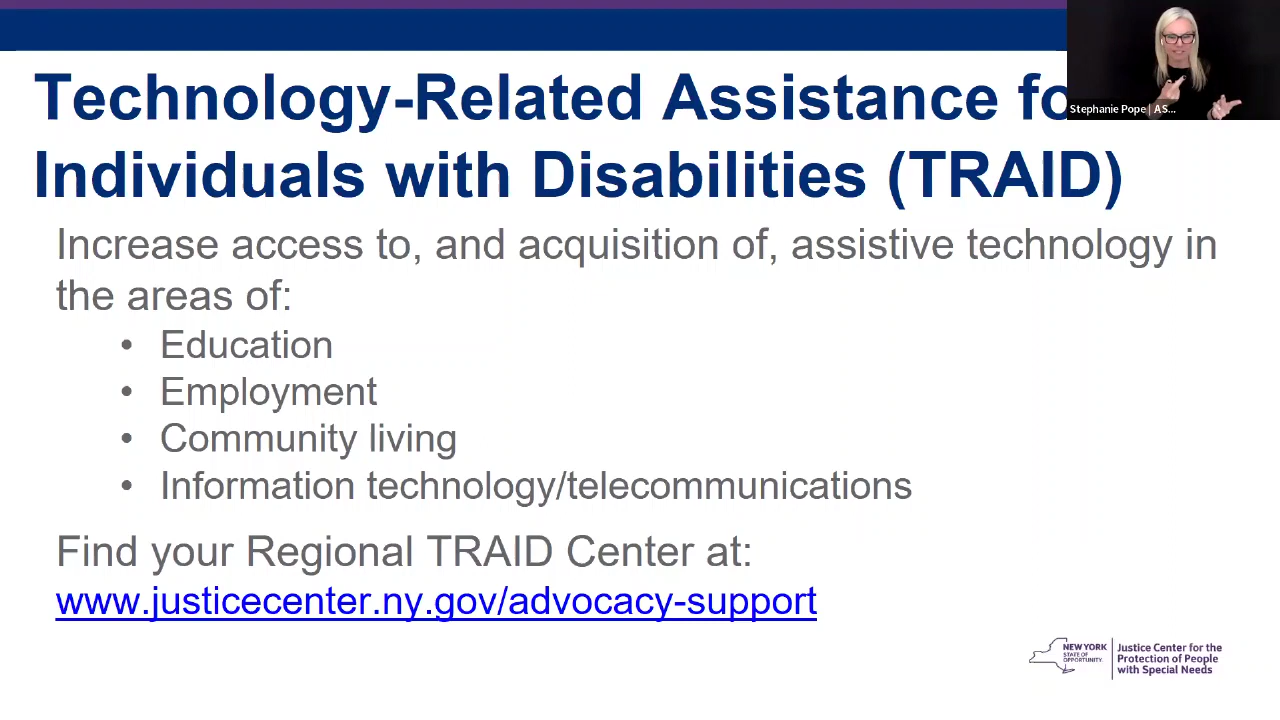 Technology-Related Assistance fo
Individuals with Disabilities (TRAID)
Stephanie Pope | AS...
Increase access to, and acquisition of, assistive technology in
the areas of:
• Education
• Employment
• Community living
• Information technology/telecommunications
Find your Regional TRAID Center at:
www.justicecenter.ny.gov/advocacy-support
NEW YORK
STATE OF
OPPORTUNITY.
Justice Center for the
Protection of People
with Special Needs